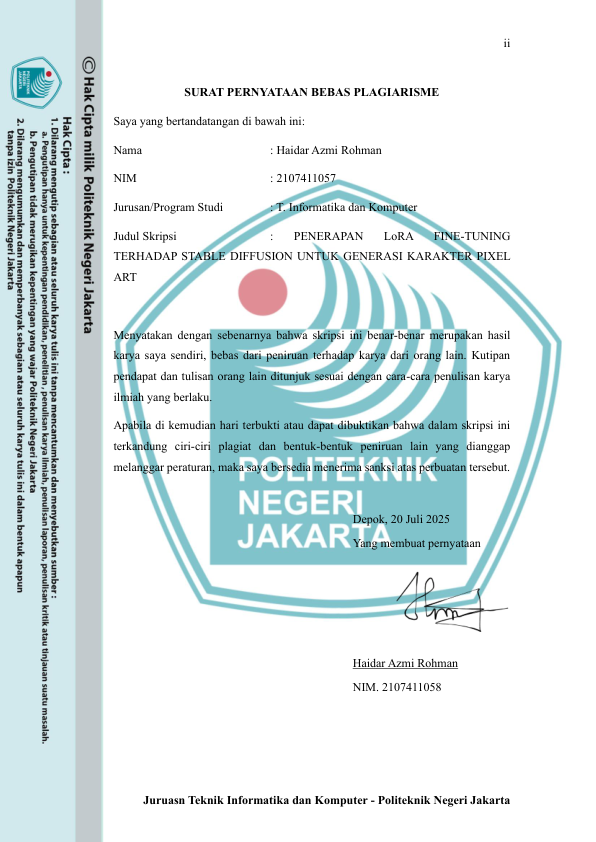 ii
SURAT PERNYATAAN BEBAS PLAGIARISME
Saya yang bertandatangan di bawah ini:
Nama : Haidar Azmi Rohman
NIM : 2107411057
Jurusan/Program Studi : T. Informatika dan Komputer
Judul Skripsi : PENERAPAN LoRA FINE-TUNING
TERHADAP STABLE DIFFUSION UNTUK GENERASI KARAKTER PIXEL
ART
Menyatakan dengan sebenarnya bahwa skripsi ini benar-benar merupakan hasil
karya saya sendiri, bebas dari peniruan terhadap karya dari orang lain. Kutipan
pendapat dan tulisan orang lain ditunjuk sesuai dengan cara-cara penulisan karya
ilmiah yang berlaku.
Apabila di kemudian hari terbukti atau dapat dibuktikan bahwa dalam skripsi ini
terkandung ciri-ciri plagiat dan bentuk-bentuk peniruan lain yang dianggap
melanggar peraturan, maka saya bersedia menerima sanksi atas perbuatan tersebut.
POLITEKNIK
NEGERI
JAKARTA
Depok, 20 Juli 2025
Yang membuat pernyataan
Haidar Azmi Rohman
NIM. 2107411058
Juruasn Teknik Informatika dan Komputer - Politeknik Negeri Jakarta
© Hak Cipta milik Politeknik Negeri Jakarta
Hak Cipta :
1. Dilarang mengutip sebagian atau seluruh karya tulis ini tanpa mencantumkan dan menyebutkan sumber :
a. Pengutipan hanya untuk kepentingan pendidikan, penelitian , penulisan karya ilmiah, penulisan laporan, penulisan kritik atau tinjauan suatu masalah.
b. Pengutipan tidak merugikan kepentingan yang wajar Politeknik Negeri Jakarta
2. Dilarang mengumumkan dan memperbanyak sebagian atau seluruh karya tulis ini dalam bentuk apapun
tanpa izin Politeknik Negeri Jakarta
POLITEKNIK
NEGERI
JAKARTA